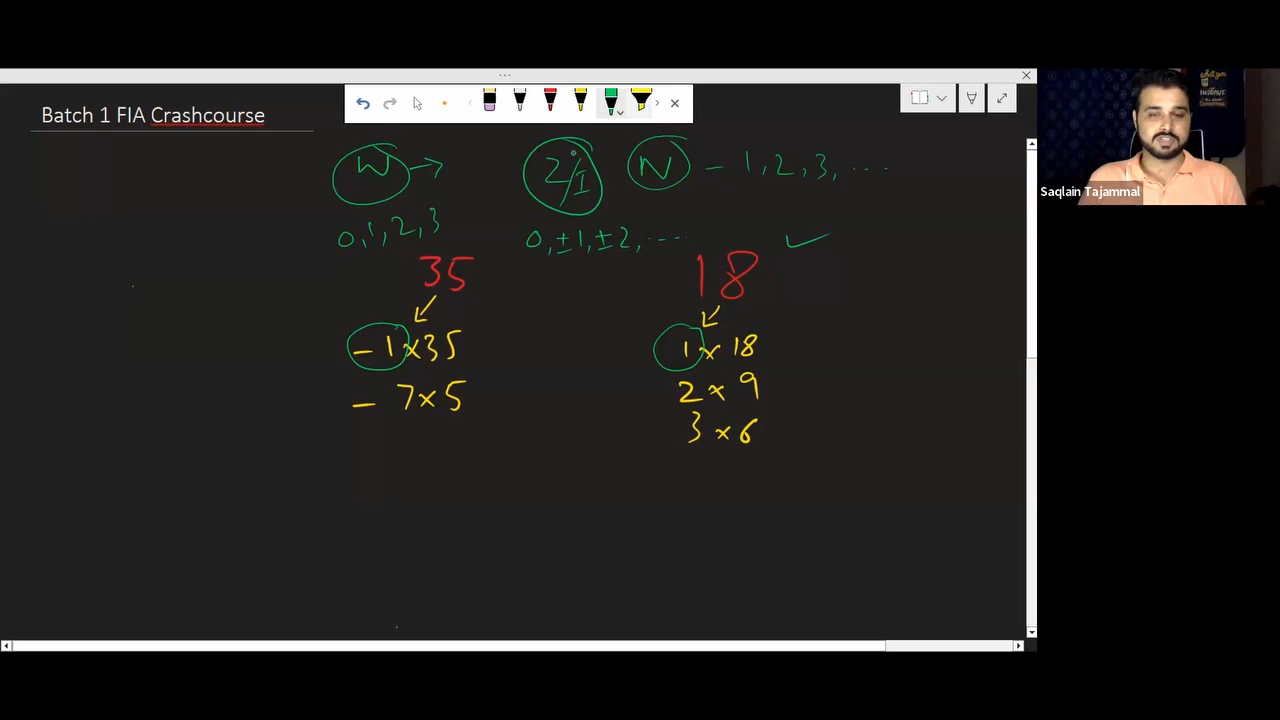 Batch 1 FIA Crashcourse
W → Z/I N – 1, 2, 3, ....
0, 1, 2, 3 0, ±1, ±2, ---- ✓
35 18
– 1 x 35 1 x 18
– 7 x 5 2 x 9
3 x 6
Saqlain Tajammal